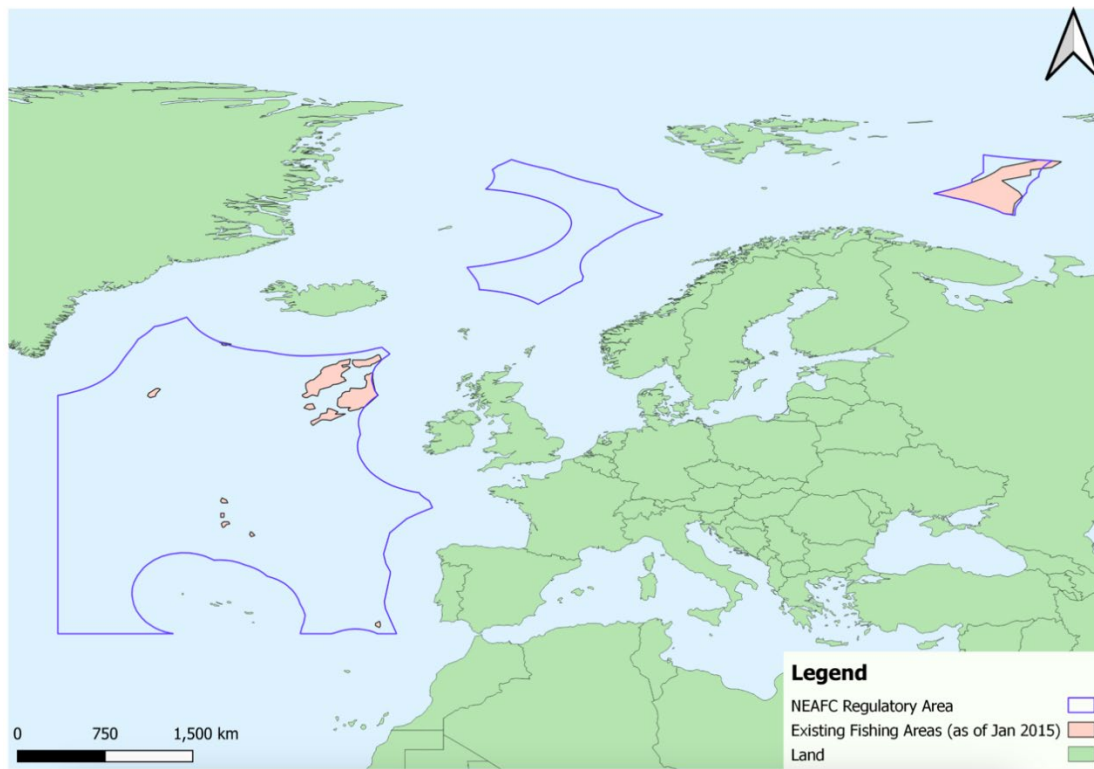 Legend
NEAFC Regulatory Area
Existing Fishing Areas (as of Jan 2015)
Land
0 750 1,500 km